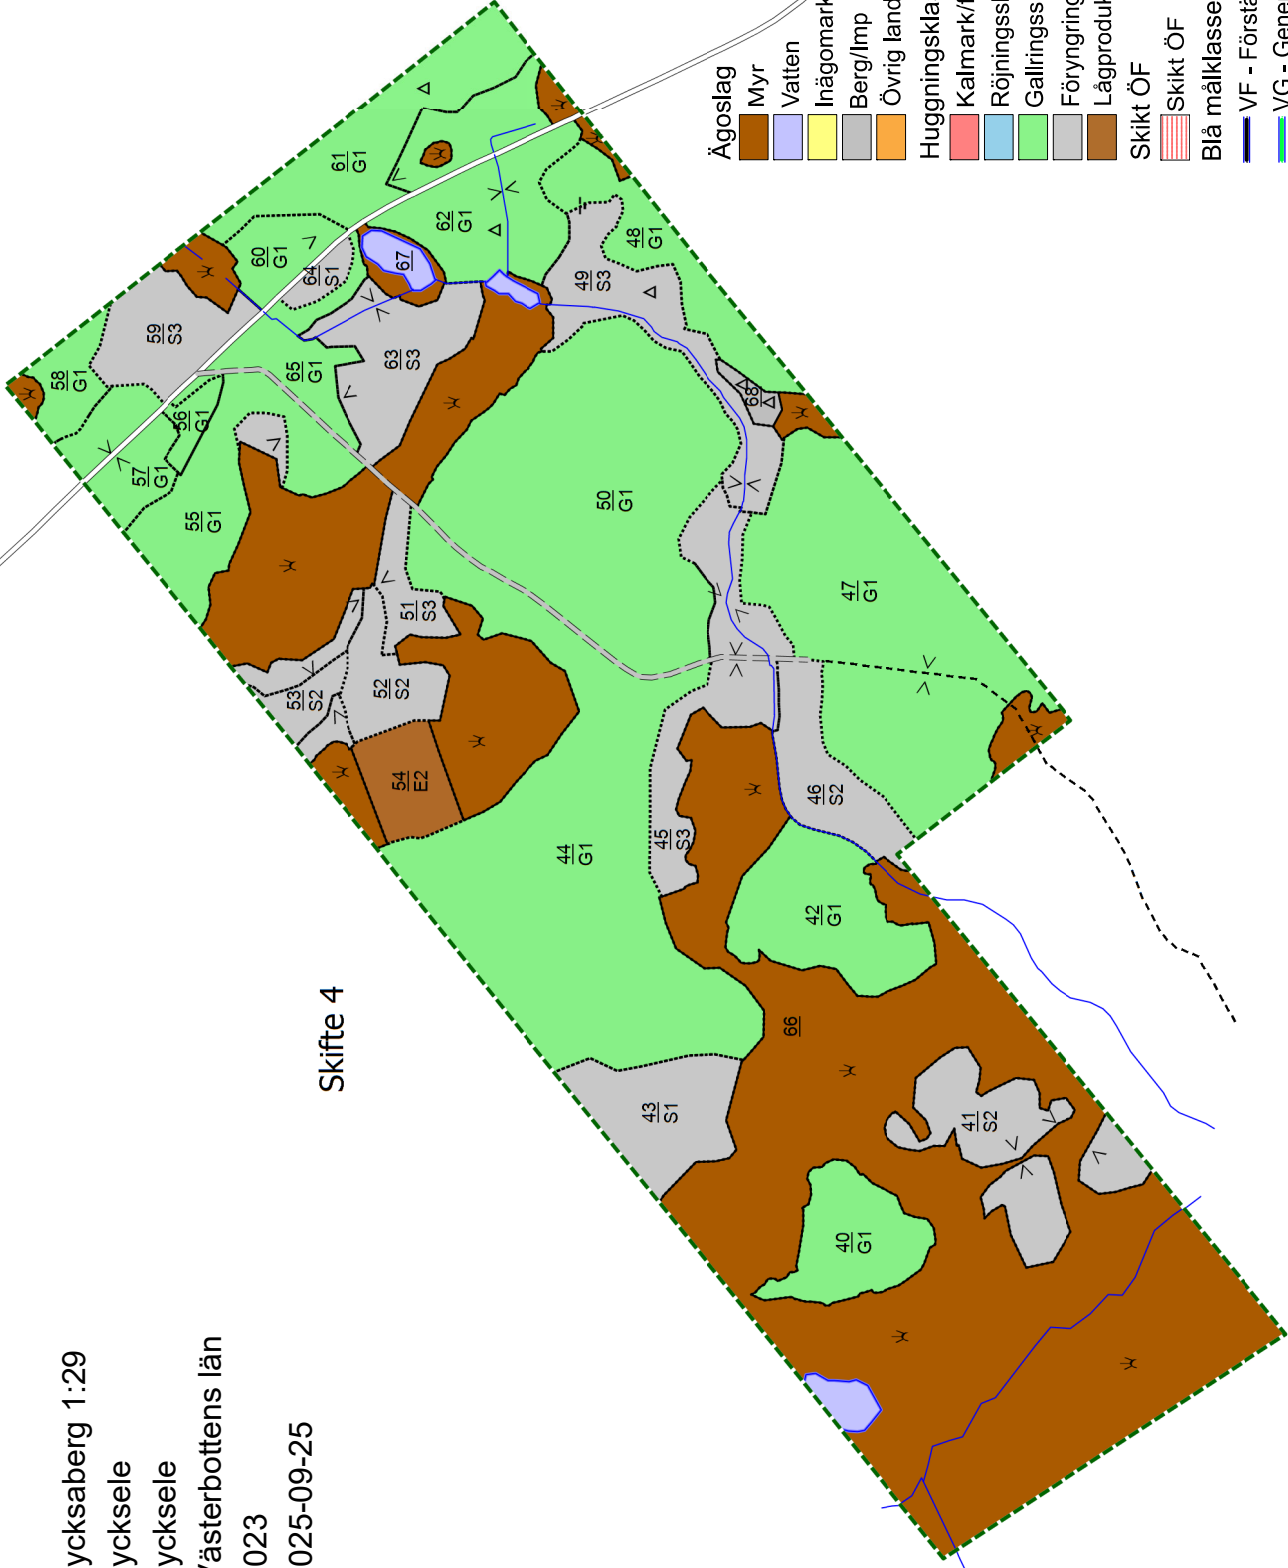 ycksaberg 1:29
ycksele
ycksele
Västerbottens län
023
025-09-25
Skifte 4
40
G1
41
S2
42
G1
43
S1
44
G1
45
S3
46
S2
47
G1
48
G1
49
S3
50
G1
51
S3
52
S2
53
S2
54
E2
55
G1
56
G1
57
G1
58
G1
59
S3
60
G1
61
G1
62
G1
63
S3
64
S1
65
G1
66
67
68
Ägoslag
Myr
Vatten
Inägomark
Berg/Imp
Övrig land
Huggningskla
Kalmark/f
Röjningssk
Gallringss
Föryngring
Lågproduk
Skikt ÖF
Skikt ÖF
Blå målklasse
VF - Förstä
VG - Gene